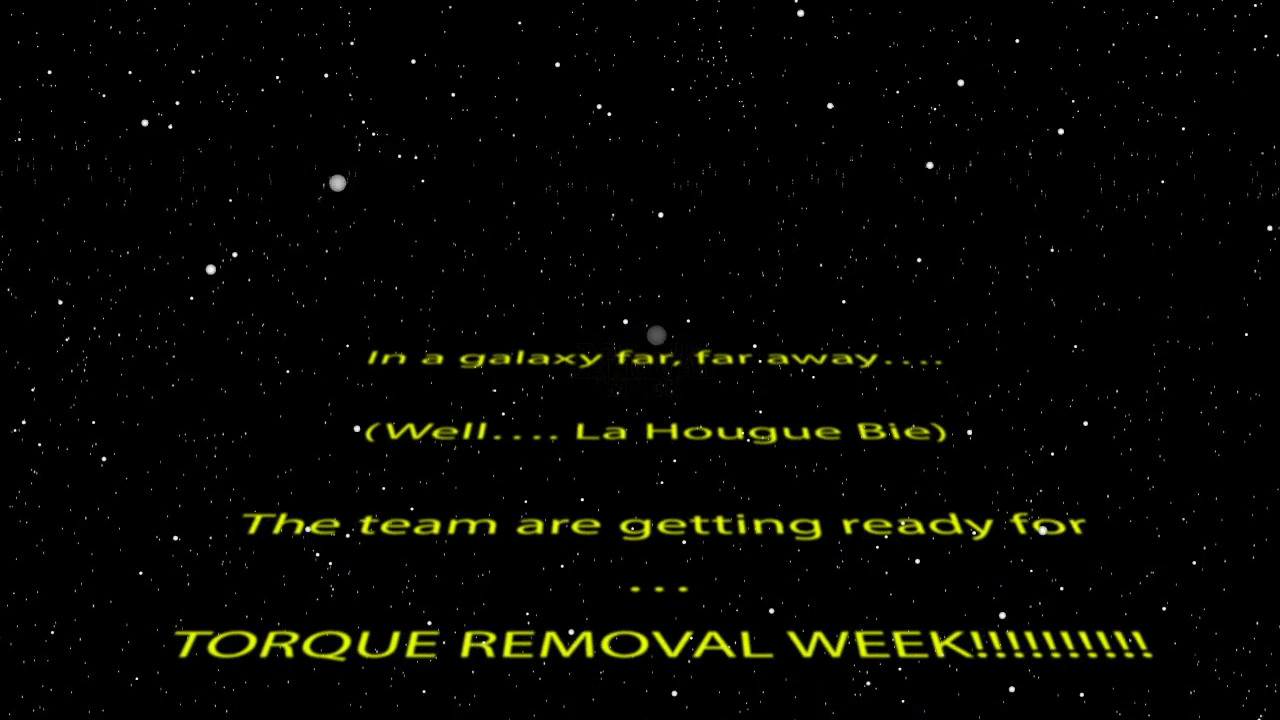 In a galaxy far, far away....
(Well.... La Hougue Bie)
The team are getting ready for
...
TORQUE REMOVAL WEEK!!!!!!!!!!